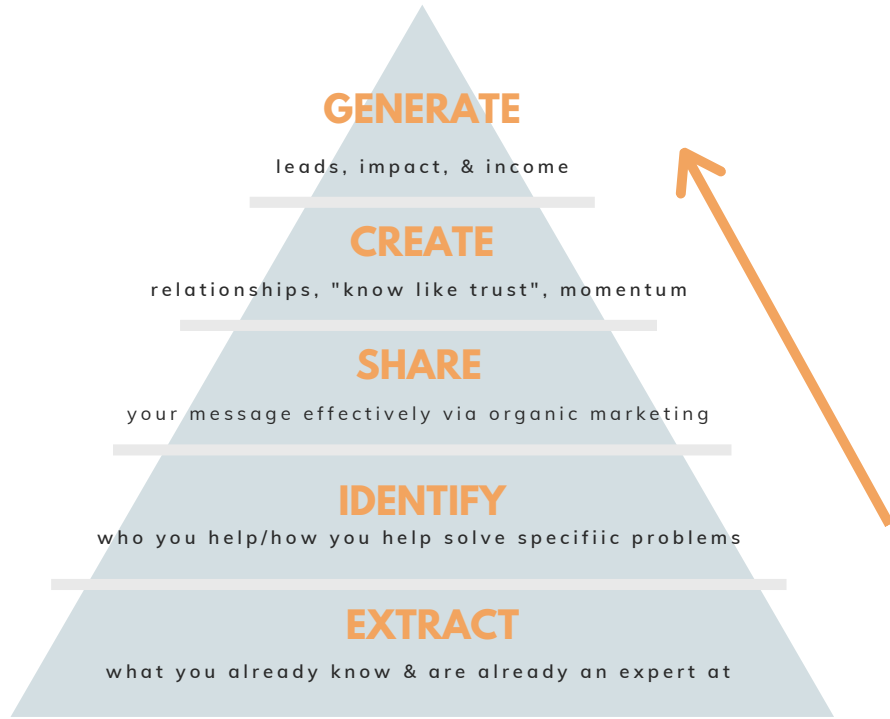 GENERATE
leads, impact, & income
CREATE
relationships, "know like trust", momentum
SHARE
your message effectively via organic marketing
IDENTIFY
who you help/how you help solve specifiic problems
EXTRACT
what you already know & are already an expert at